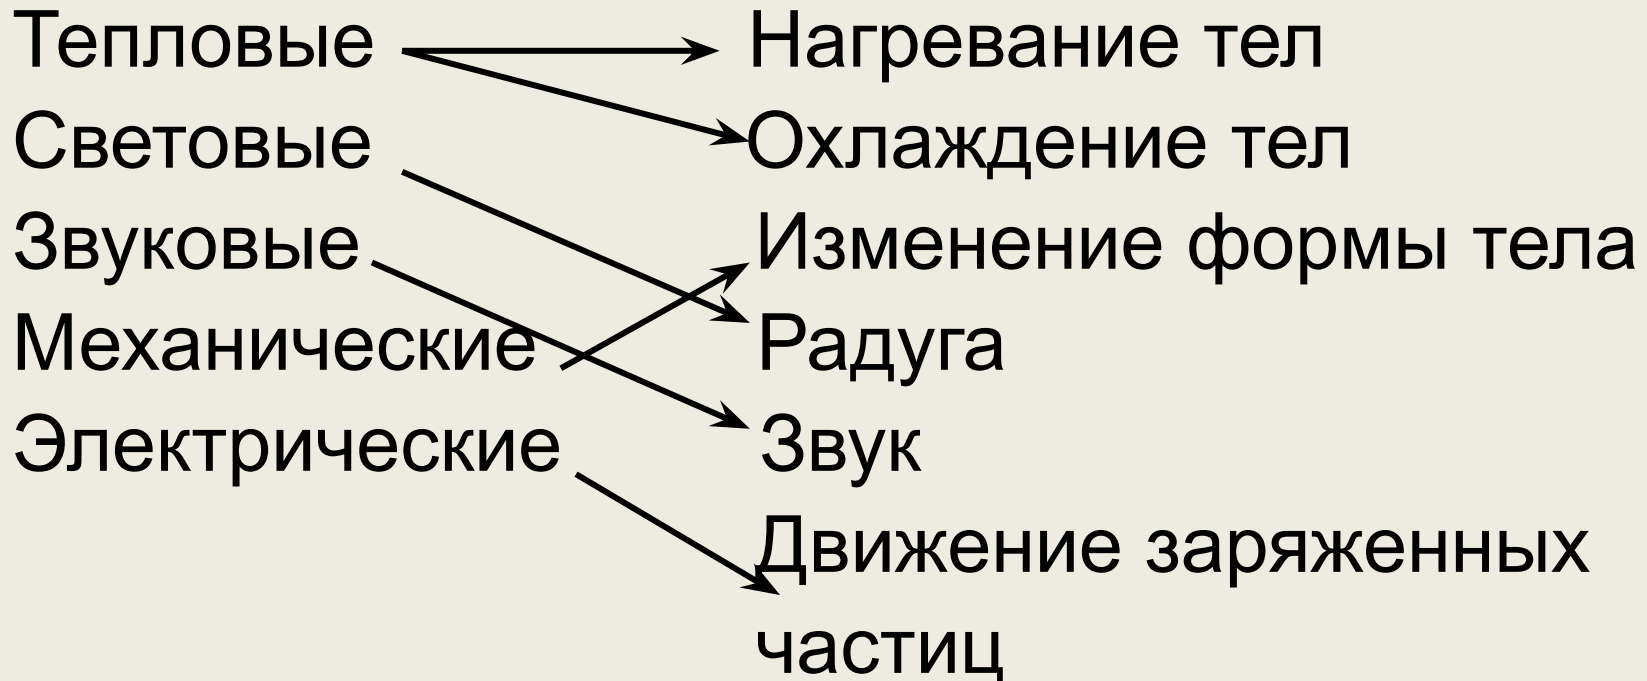 Тепловые
Световые
Звуковые
Механические
Электрические
Нагревание тел
Охлаждение тел
Изменение формы тела
Радуга
Звук
Движение заряженных
частиц